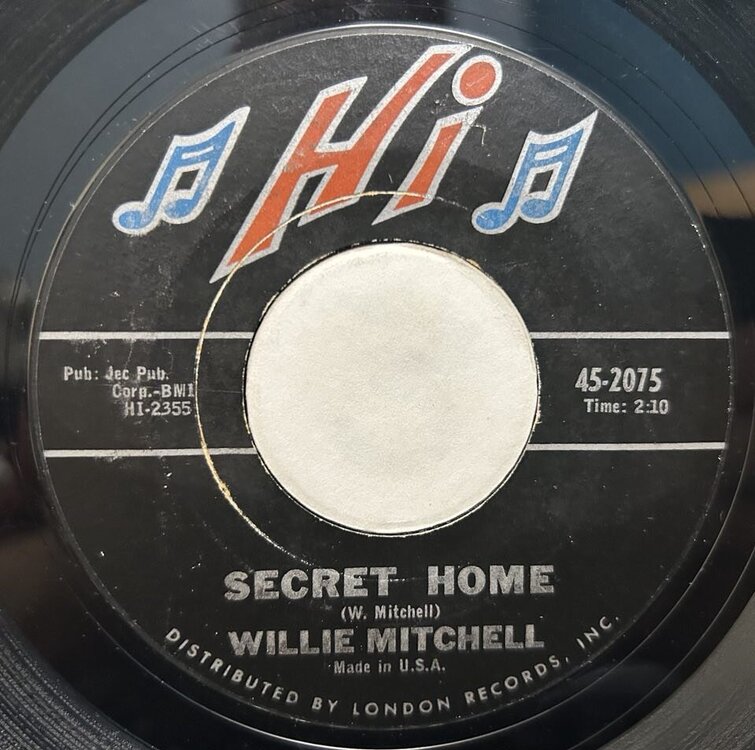 Hi
Pub: Jec Pub.
Corp.-BMI
HI-2355
45-2075
Time: 2:10
SECRET HOME
(W. Mitchell)
WILLIE MITCHELL
Made in U.S.A.
DISTRIBUTED BY LONDON RECORDS, INC.